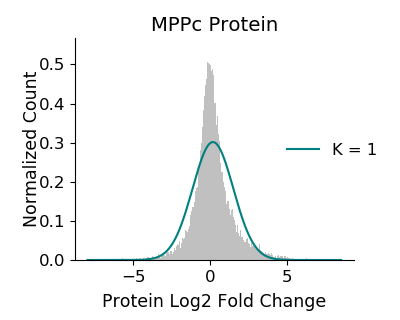 MPPc Protein
Normalized Count
0.5
0.4
0.3
0.2
0.1
0.0
K = 1
−5
0
5
Protein Log2 Fold Change